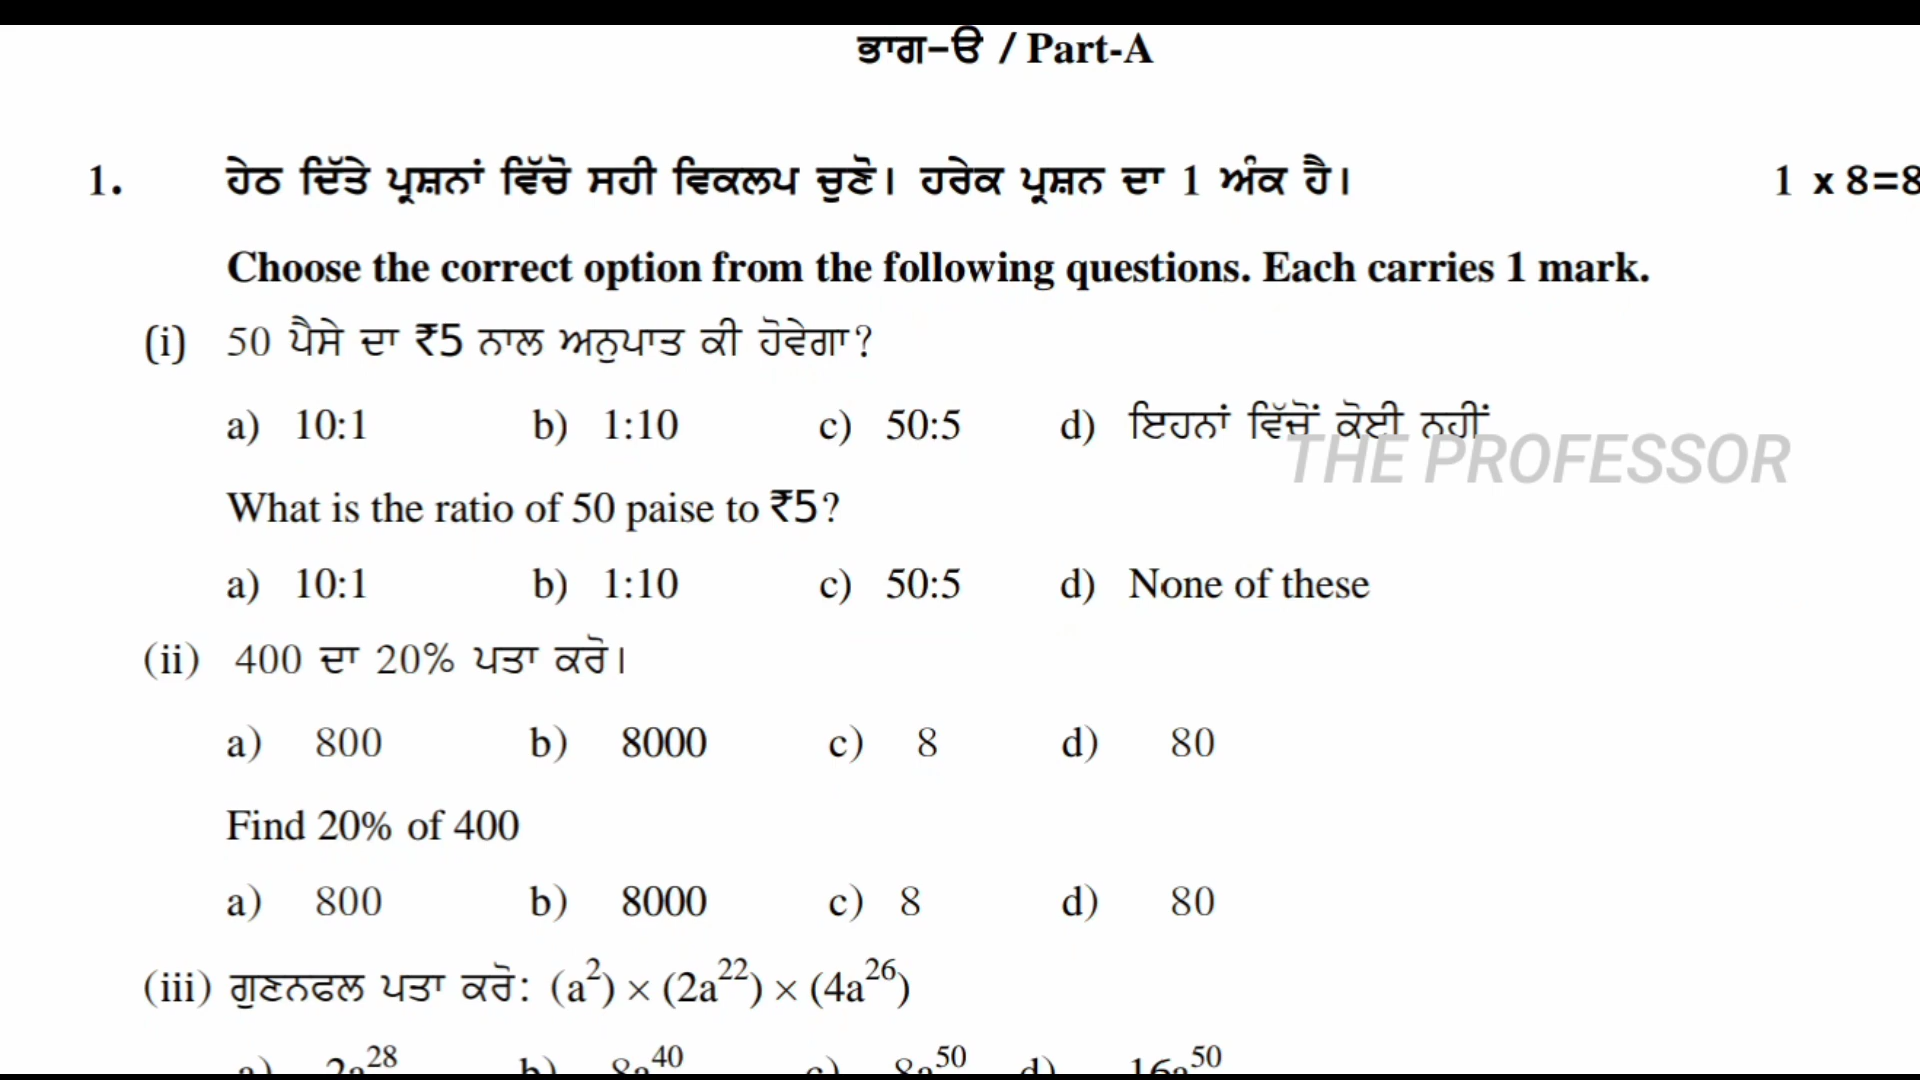 ਭਾਗ-ੳ / Part-A
1. ਹੇਠ ਦਿੱਤੇ ਪ੍ਰਸ਼ਨਾਂ ਵਿੱਚੋ ਸਹੀ ਵਿਕਲਪ ਚੁਣੋ। ਹਰੇਕ ਪ੍ਰਸ਼ਨ ਦਾ 1 ਅੰਕ ਹੈ। 1 x 8=8
Choose the correct option from the following questions. Each carries 1 mark.
(i) 50 ਪੈਸੇ ਦਾ ₹5 ਨਾਲ ਅਨੁਪਾਤ ਕੀ ਹੋਵੇਗਾ?
a) 10:1 b) 1:10 c) 50:5 d) ਇਹਨਾਂ ਵਿੱਚੋਂ ਕੋਈ ਨਹੀਂ
THE PROFESSOR
What is the ratio of 50 paise to ₹5?
a) 10:1 b) 1:10 c) 50:5 d) None of these
(ii) 400 ਦਾ 20% ਪਤਾ ਕਰੋ।
a) 800 b) 8000 c) 8 d) 80
Find 20% of 400
a) 800 b) 8000 c) 8 d) 80
(iii) ਗੁਣਨਫਲ ਪਤਾ ਕਰੋ: (a²) × (2a²²) × (4a²⁶)
a) 2a²⁸ b) 8a⁴⁰ c) 8a⁵⁰ d) 16a⁵⁰